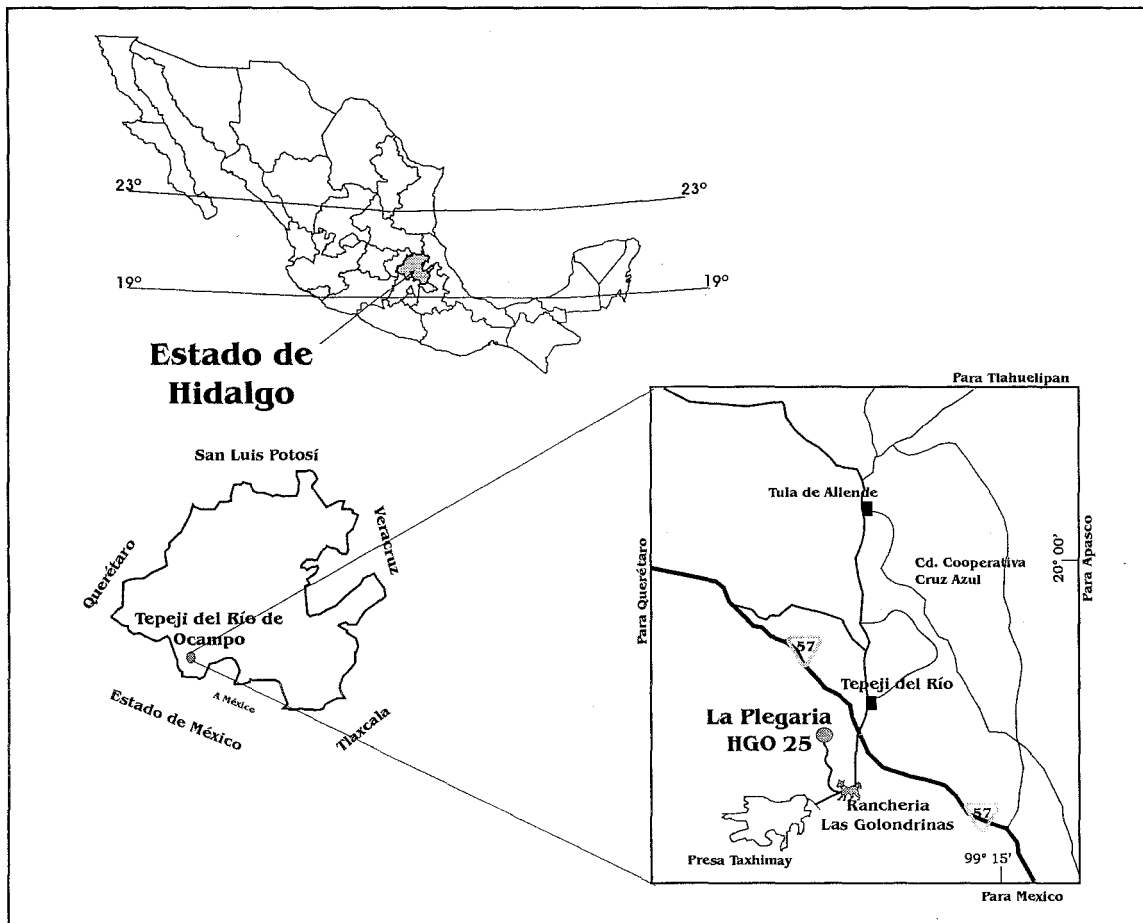 23°
23°
19°
19°
Estado de
Hidalgo
San Luis Potosí
Veracruz
Querétaro
Tepeji del Río de
Ocampo
A México
Estado de México
Tlaxcala
Para Tlahuelipan
Tula de Allende
Cd. Cooperativa
Cruz Azul
20° 00'
Para Apasco
Para Querétaro
57
Tepeji del Río
La Plegaria
HGO 25
Rancheria
Las Golondrinas
57
Presa Taxhimay
99° 15'
Para Mexico